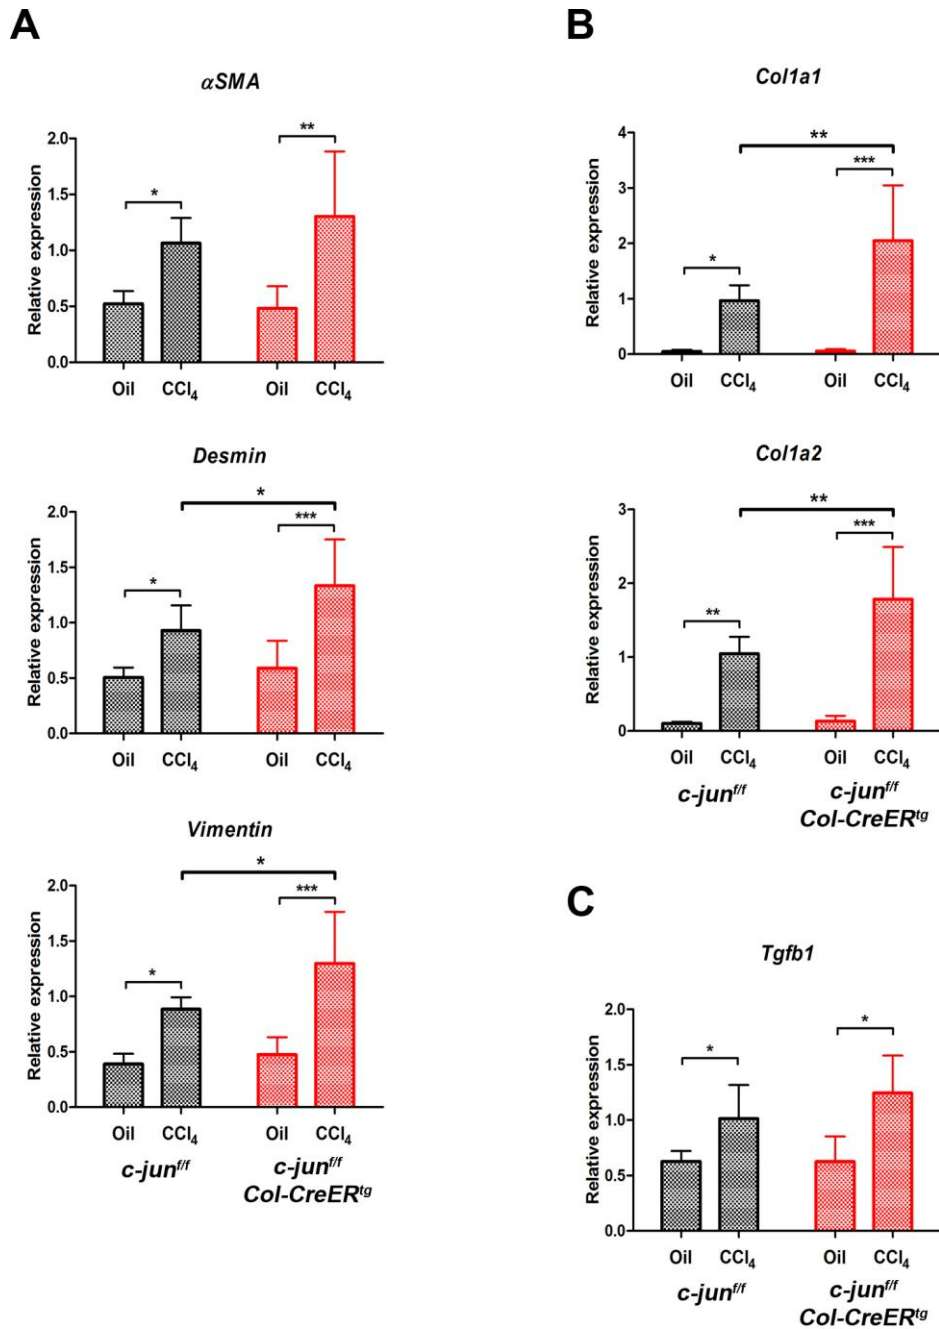 A
αSMA
Relative expression
2.0
1.5
1.0
0.5
0.0
*
**
Oil CCl₄ Oil CCl₄
Desmin
Relative expression
2.0
1.5
1.0
0.5
0.0
*
*
***
Oil CCl₄ Oil CCl₄
Vimentin
Relative expression
2.0
1.5
1.0
0.5
0.0
*
*
***
Oil CCl₄ Oil CCl₄
c-junᶠ/ᶠ c-junᶠ/ᶠ
Col-CreERᵗᵍ
B
Col1a1
Relative expression
4
3
2
1
0
**
*
***
Oil CCl₄ Oil CCl₄
Col1a2
Relative expression
3
2
1
0
**
**
***
Oil CCl₄ Oil CCl₄
c-junᶠ/ᶠ c-junᶠ/ᶠ
Col-CreERᵗᵍ
C
Tgfb1
Relative expression
2.0
1.5
1.0
0.5
0.0
*
*
Oil CCl₄ Oil CCl₄
c-junᶠ/ᶠ c-junᶠ/ᶠ
Col-CreERᵗᵍ